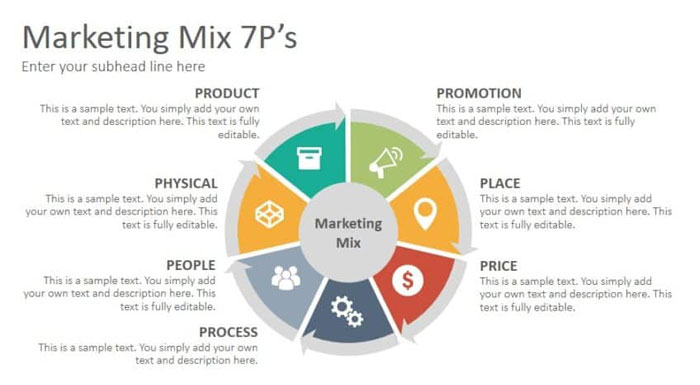 Marketing Mix 7P's
Enter your subhead line here
PRODUCT
This is a sample text. You simply add your own
text and description here. This text is fully
editable.
PROMOTION
This is a sample text. You simply add your own
text and description here. This text is fully
editable.
PHYSICAL
This is a sample text. You simply add
your own text and description here. This
text is fully editable.
PLACE
This is a sample text. You simply add
your own text and description here. This
text is fully editable.
Marketing
Mix
PEOPLE
This is a sample text. You simply add
your own text and description here. This
text is fully editable.
PRICE
This is a sample text. You simply add
your own text and description here. This
text is fully editable.
$
PROCESS
This is a sample text. You simply add your own
text and description here.